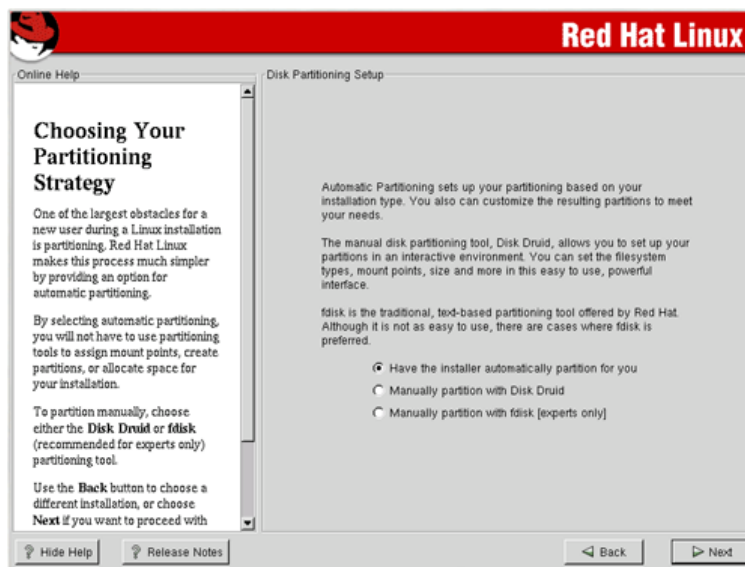 Red Hat Linux
Online Help
Choosing Your
Partitioning
Strategy
One of the largest obstacles for a
new user during a Linux installation
is partitioning. Red Hat Linux
makes this process much simpler
by providing an option for
automatic partitioning.
By selecting automatic partitioning,
you will not have to use partitioning
tools to assign mount points, create
partitions, or allocate space for
your installation.
To partition manually, choose
either the Disk Druid or fdisk
(recommended for experts only)
partitioning tool.
Use the Back button to choose a
different installation, or choose
Next if you want to proceed with
Disk Partitioning Setup
Automatic Partitioning sets up your partitioning based on your
installation type. You also can customize the resulting partitions to meet
your needs.
The manual disk partitioning tool, Disk Druid, allows you to set up your
partitions in an interactive environment. You can set the filesystem
types, mount points, size and more in this easy to use, powerful
interface.
fdisk is the traditional, text-based partitioning tool offered by Red Hat.
Although it is not as easy to use, there are cases where fdisk is
preferred.
Have the installer automatically partition for you
Manually partition with Disk Druid
Manually partition with fdisk [experts only]
Hide Help
Release Notes
Back
Next